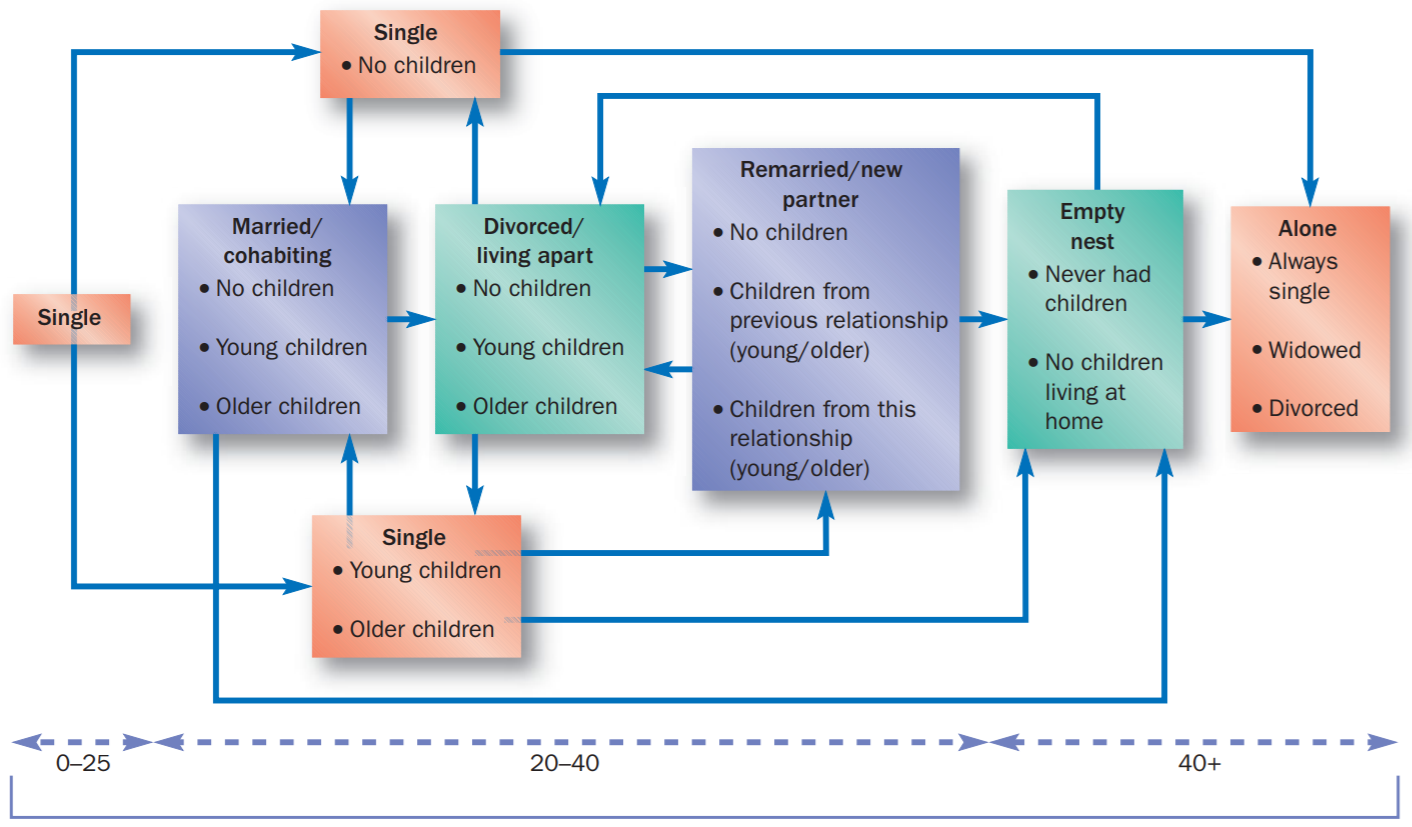 Single
• No children
Single
Married/
cohabiting
• No children
• Young children
• Older children
Divorced/
living apart
• No children
• Young children
• Older children
Remarried/new
partner
• No children
• Children from
previous relationship
(young/older)
• Children from this
relationship
(young/older)
Empty
nest
• Never had
children
• No children
living at
home
Alone
• Always
single
• Widowed
• Divorced
Single
• Young children
• Older children
0–25
20–40
40+